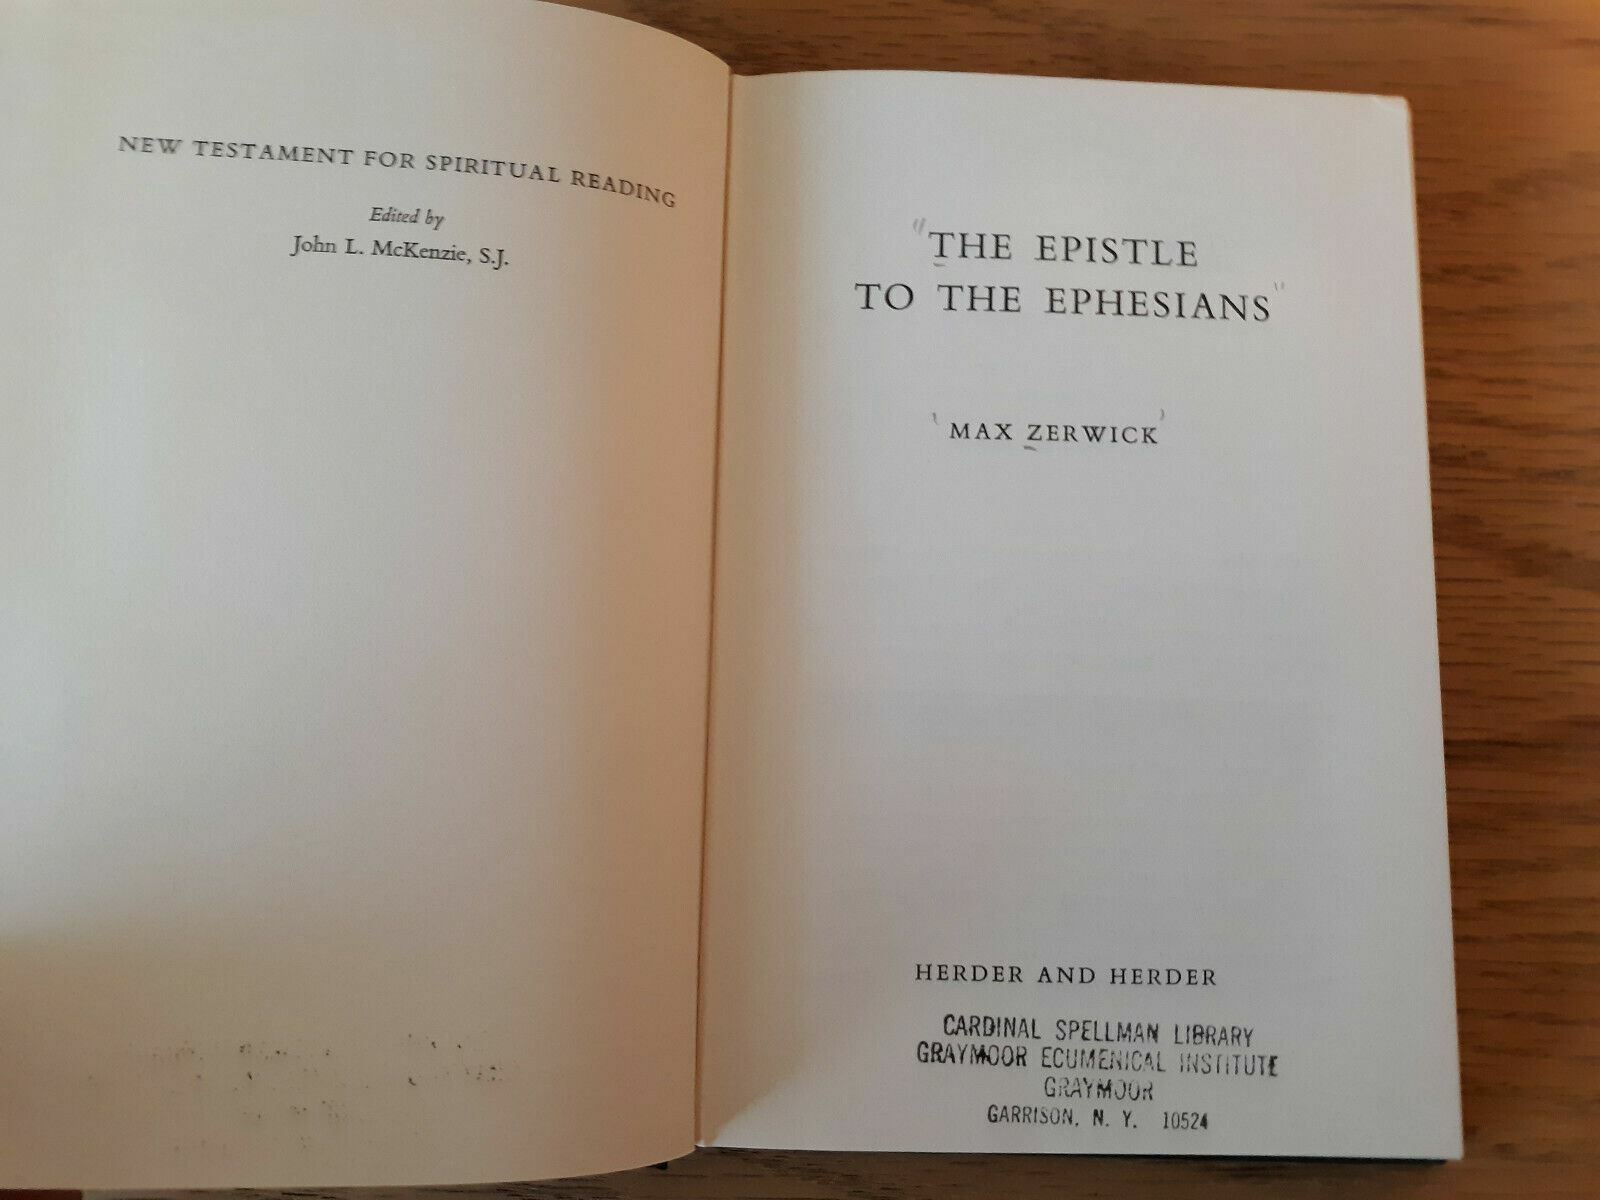 NEW TESTAMENT FOR SPIRITUAL READING
Edited by
John L. McKenzie, S.J.
"THE EPISTLE
TO THE EPHESIANS"
'MAX ZERWICK'
HERDER AND HERDER
CARDINAL SPELLMAN LIBRARY
GRAYMOOR ECUMENICAL INSTITUTE
GRAYMOOR
GARRISON, N. Y. 10524